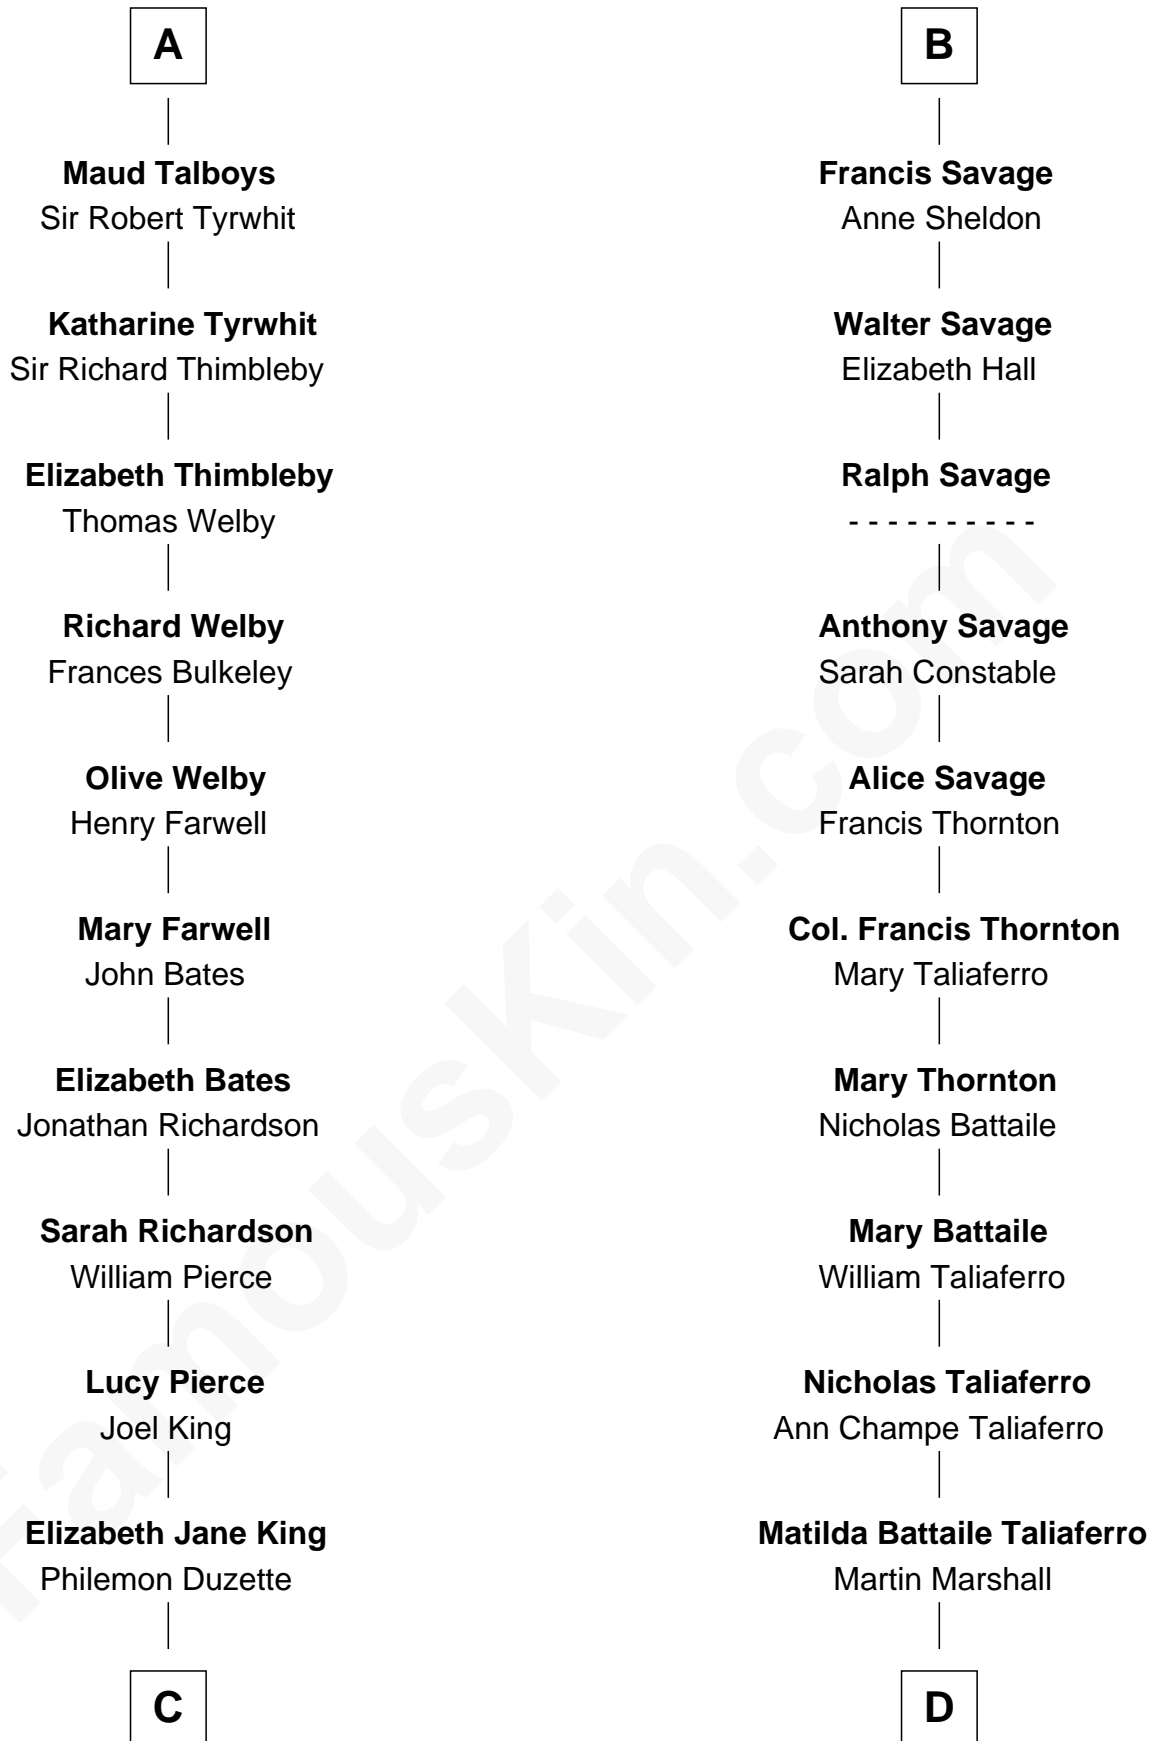 A
Maud Talboys
Sir Robert Tyrwhit
Katharine Tyrwhit
Sir Richard Thimbleby
Elizabeth Thimbleby
Thomas Welby
Richard Welby
Frances Bulkeley
Olive Welby
Henry Farwell
Mary Farwell
John Bates
Elizabeth Bates
Jonathan Richardson
Sarah Richardson
William Pierce
Lucy Pierce
Joel King
Elizabeth Jane King
Philemon Duzette
C
B
Francis Savage
Anne Sheldon
Walter Savage
Elizabeth Hall
Ralph Savage
- - - - - - - - - -
Anthony Savage
Sarah Constable
Alice Savage
Francis Thornton
Col. Francis Thornton
Mary Taliaferro
Mary Thornton
Nicholas Battaile
Mary Battaile
William Taliaferro
Nicholas Taliaferro
Ann Champe Taliaferro
Matilda Battaile Taliaferro
Martin Marshall
D
FamousKin.com